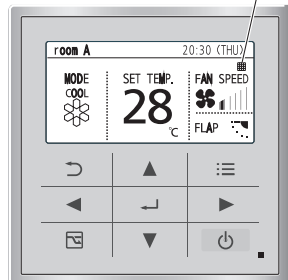 room A 20:30 (THU)
MODE SET TEMP. FAN SPEED
COOL
28
°C
FLAP